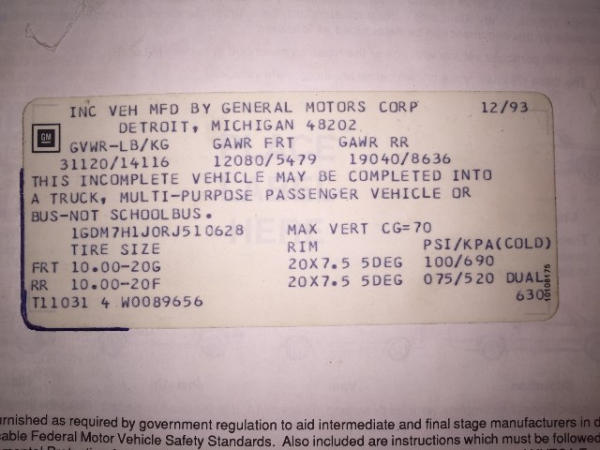 INC VEH MFD BY GENERAL MOTORS CORP 12/93
DETROIT, MICHIGAN 48202
GM
GVWR-LB/KG GAWR FRT GAWR RR
31120/14116 12080/5479 19040/8636
THIS INCOMPLETE VEHICLE MAY BE COMPLETED INTO
A TRUCK, MULTI-PURPOSE PASSENGER VEHICLE OR
BUS-NOT SCHOOLBUS.
1GDM7H1J0RJ510628 MAX VERT CG=70
TIRE SIZE RIM PSI/KPA(COLD)
FRT 10.00-20G 20X7.5 5DEG 100/690
RR 10.00-20F 20X7.5 5DEG 075/520 DUAL
T11031 4 W0089656 630
urnished as required by government regulation to aid intermediate and final stage manufacturers in
cable Federal Motor Vehicle Safety Standards. Also included are instructions which must be followed